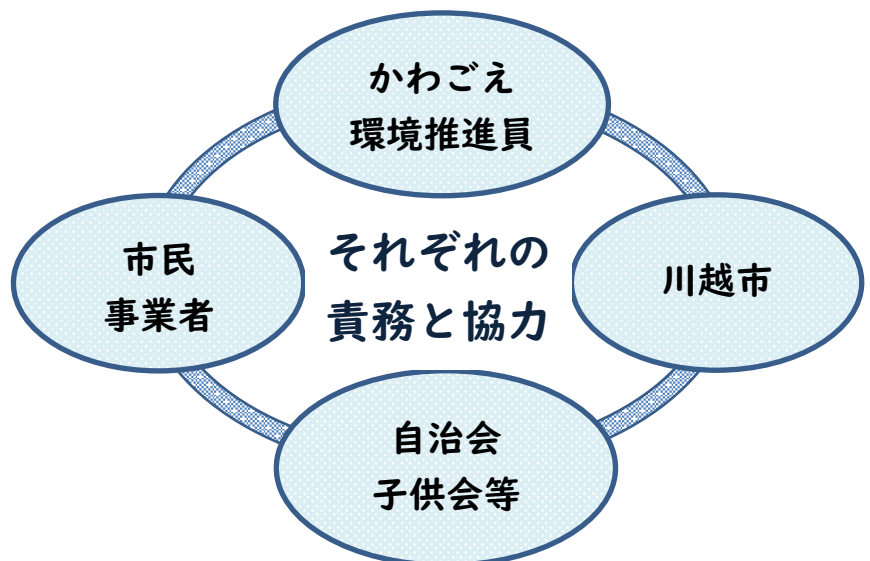 かわごえ
環境推進員
市民
事業者
それぞれの
責務と協力
川越市
自治会
子供会等